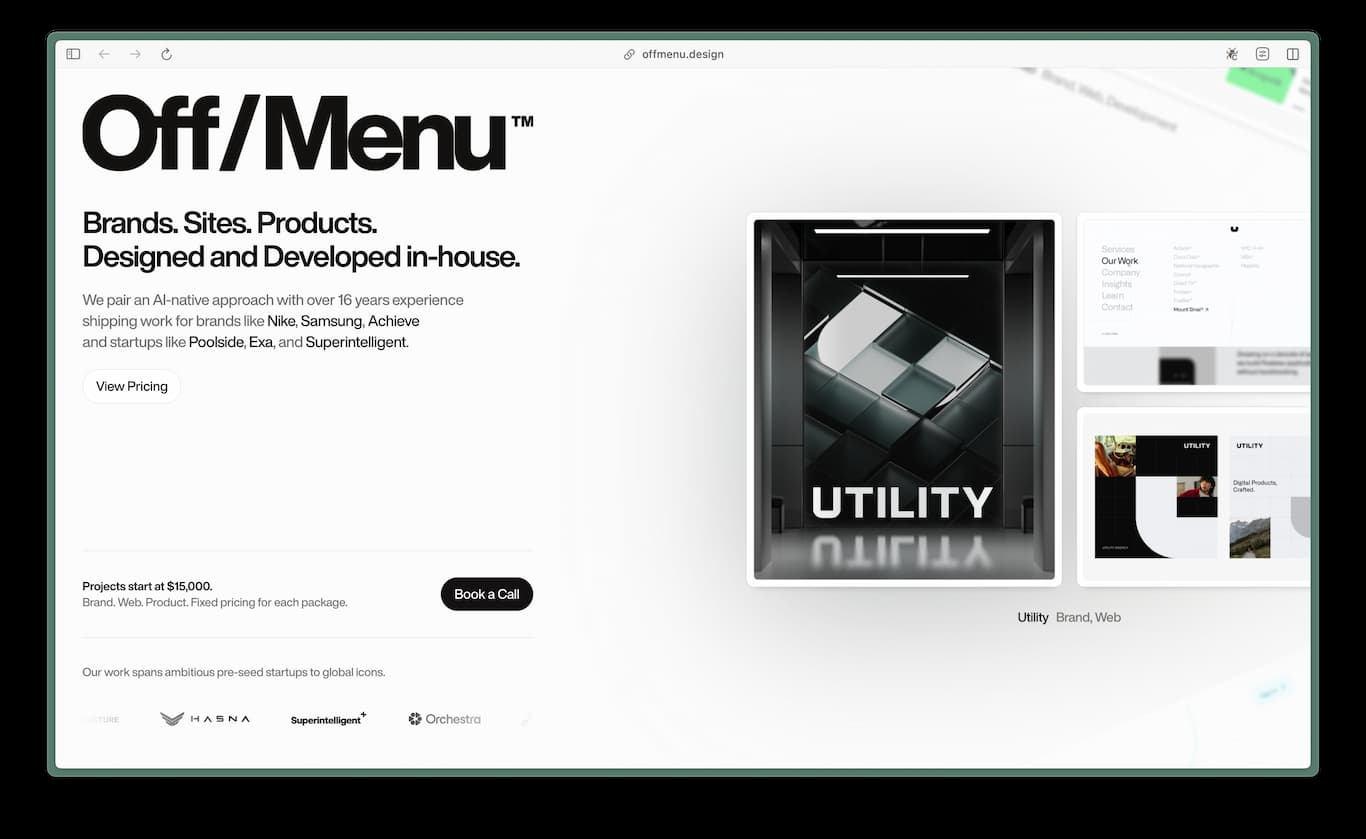 offmenu.design
Off/Menu™
Brand, Web, Development
Brands. Sites. Products.
Designed and Developed in-house.
We pair an AI-native approach with over 16 years experience
shipping work for brands like Nike, Samsung, Achieve
and startups like Poolside, Exa, and Superintelligent.
View Pricing
Projects start at $15,000.
Brand. Web. Product. Fixed pricing for each package.
Book a Call
Our work spans ambitious pre-seed startups to global icons.
HASNA
Superintelligent+
Orchestra
UTILITY
UTILITY
Services
Our Work
Company
Insights
Learn
Contact
UTILITY
UTILITY
Digital Products,
Crafted.
Utility Brand, Web